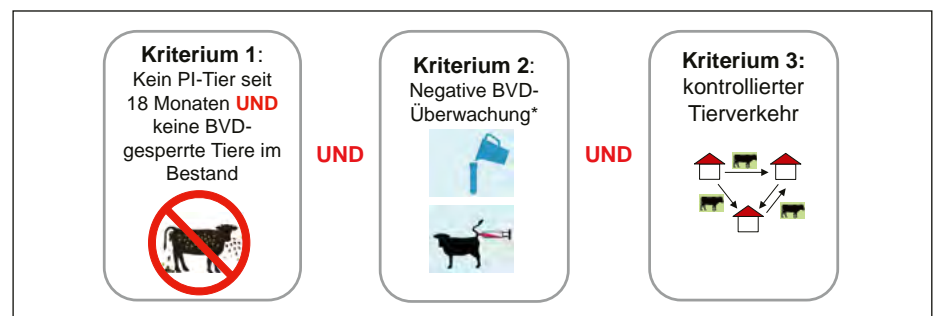 Kriterium 1:
Kein PI-Tier seit
18 Monaten UND
keine BVD-
gesperrte Tiere im
Bestand
UND
Kriterium 2:
Negative BVD-
Überwachung*
UND
Kriterium 3:
kontrollierter
Tierverkehr